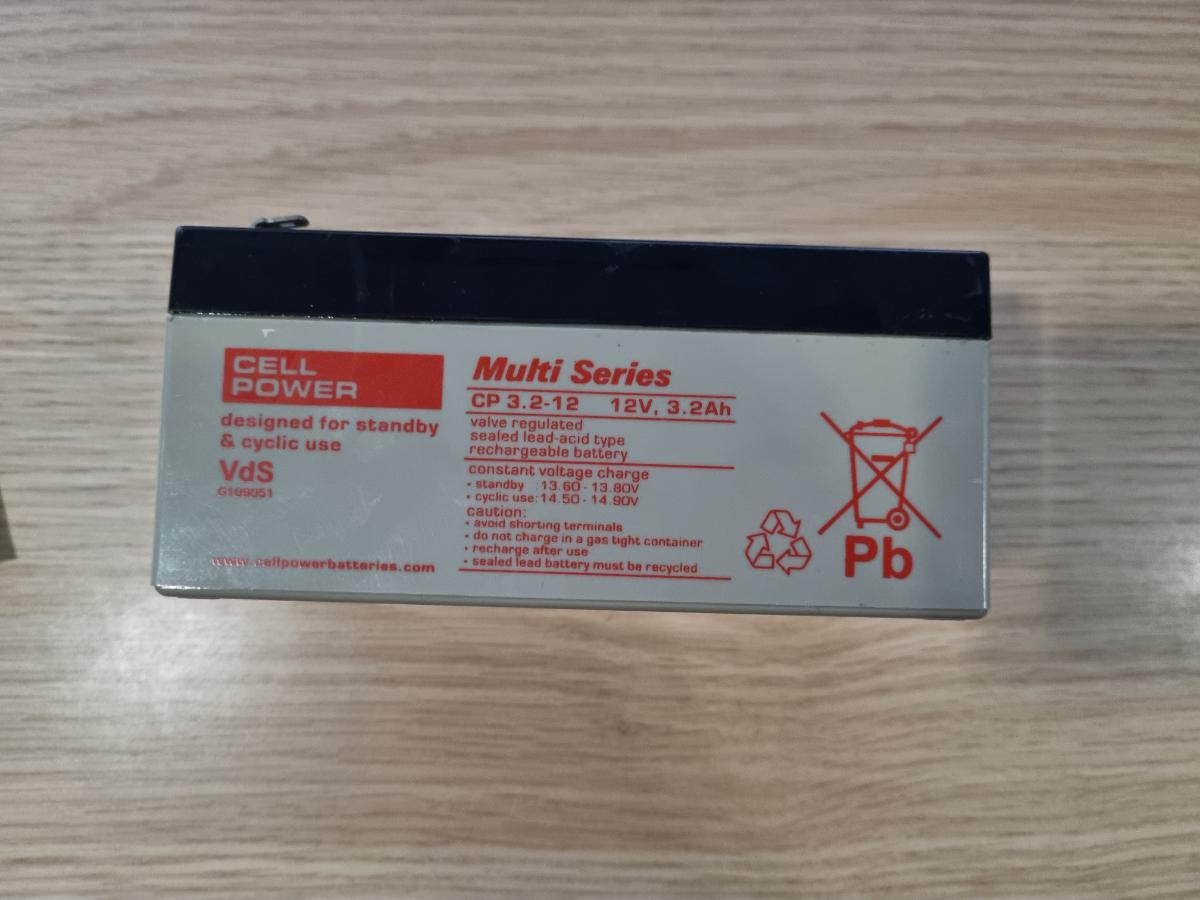 CELL
POWER
designed for standby
& cyclic use
VdS
G109051
www.cellpowerbatteries.com
Multi Series
CP 3.2-12 12V, 3.2Ah
valve regulated
sealed lead-acid type
rechargeable battery
constant voltage charge
• standby : 13.60 - 13.80V
• cyclic use: 14.50 - 14.90V
caution:
• avoid shorting terminals
• do not charge in a gas tight container
• recharge after use
• sealed lead battery must be recycled
Pb